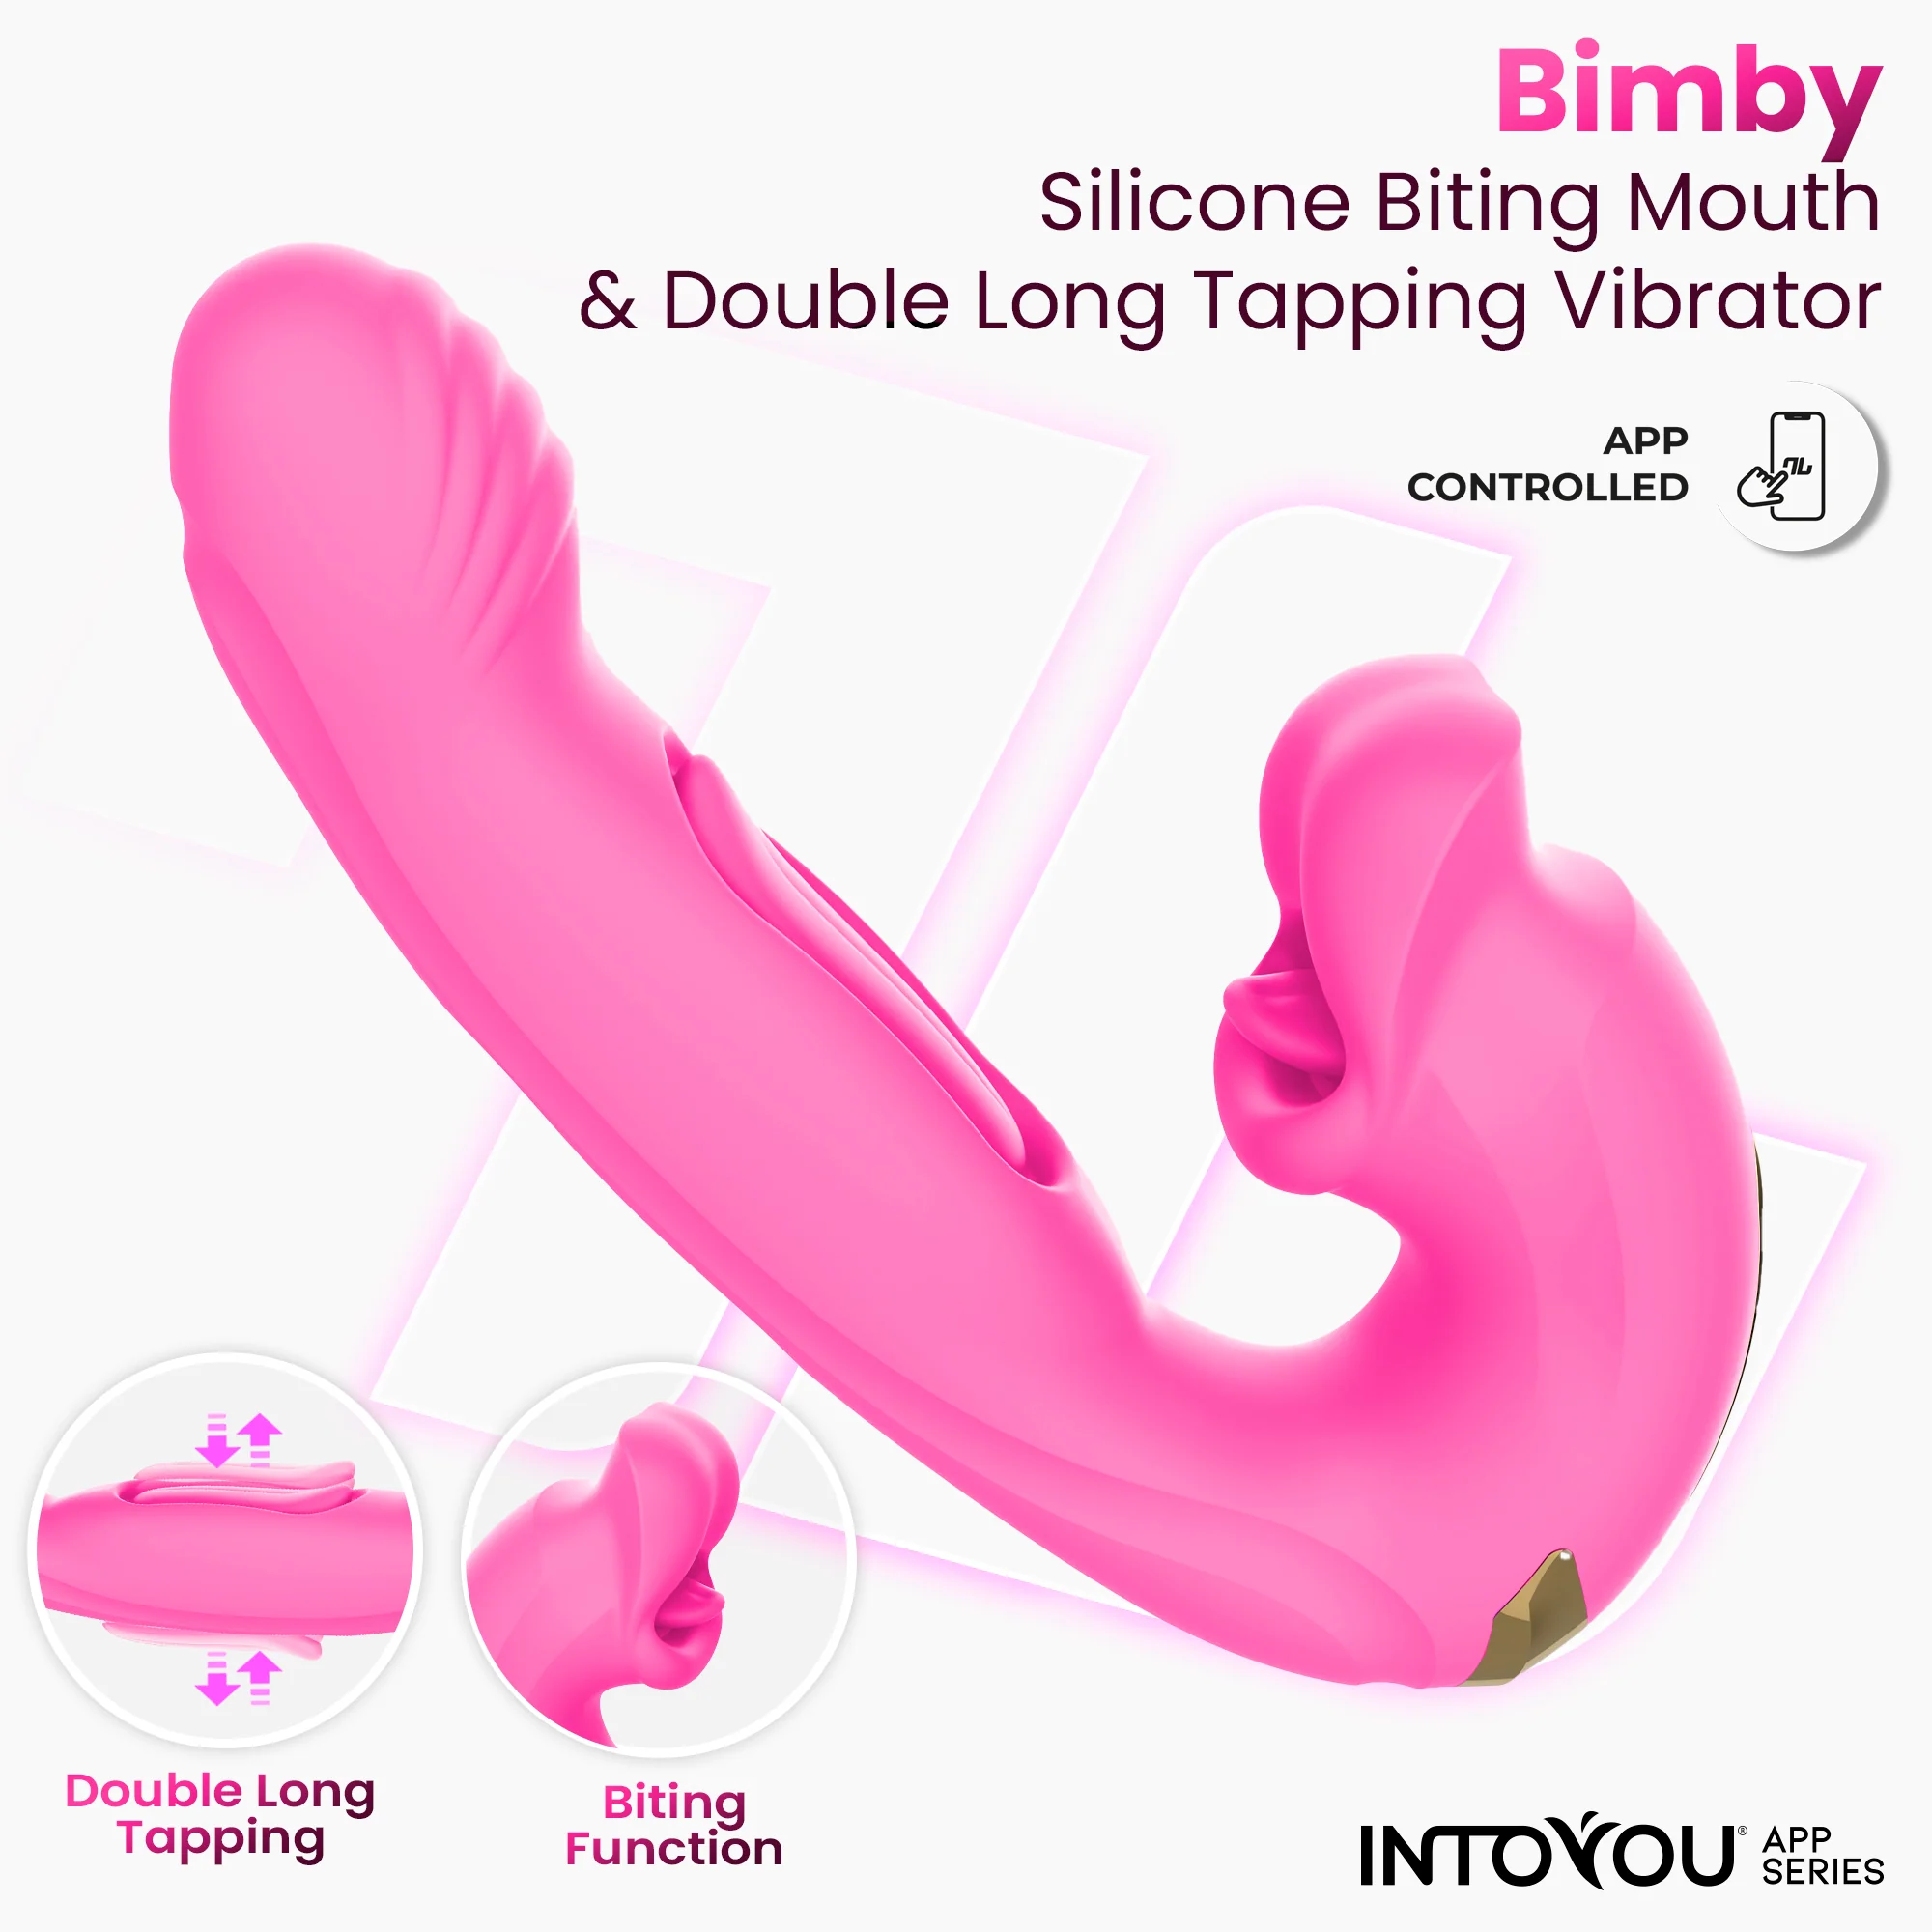 Bimby
Silicone Biting Mouth
& Double Long Tapping Vibrator
APP
CONTROLLED
Double Long
Tapping
Biting
Function
INTOYOU® APP
SERIES